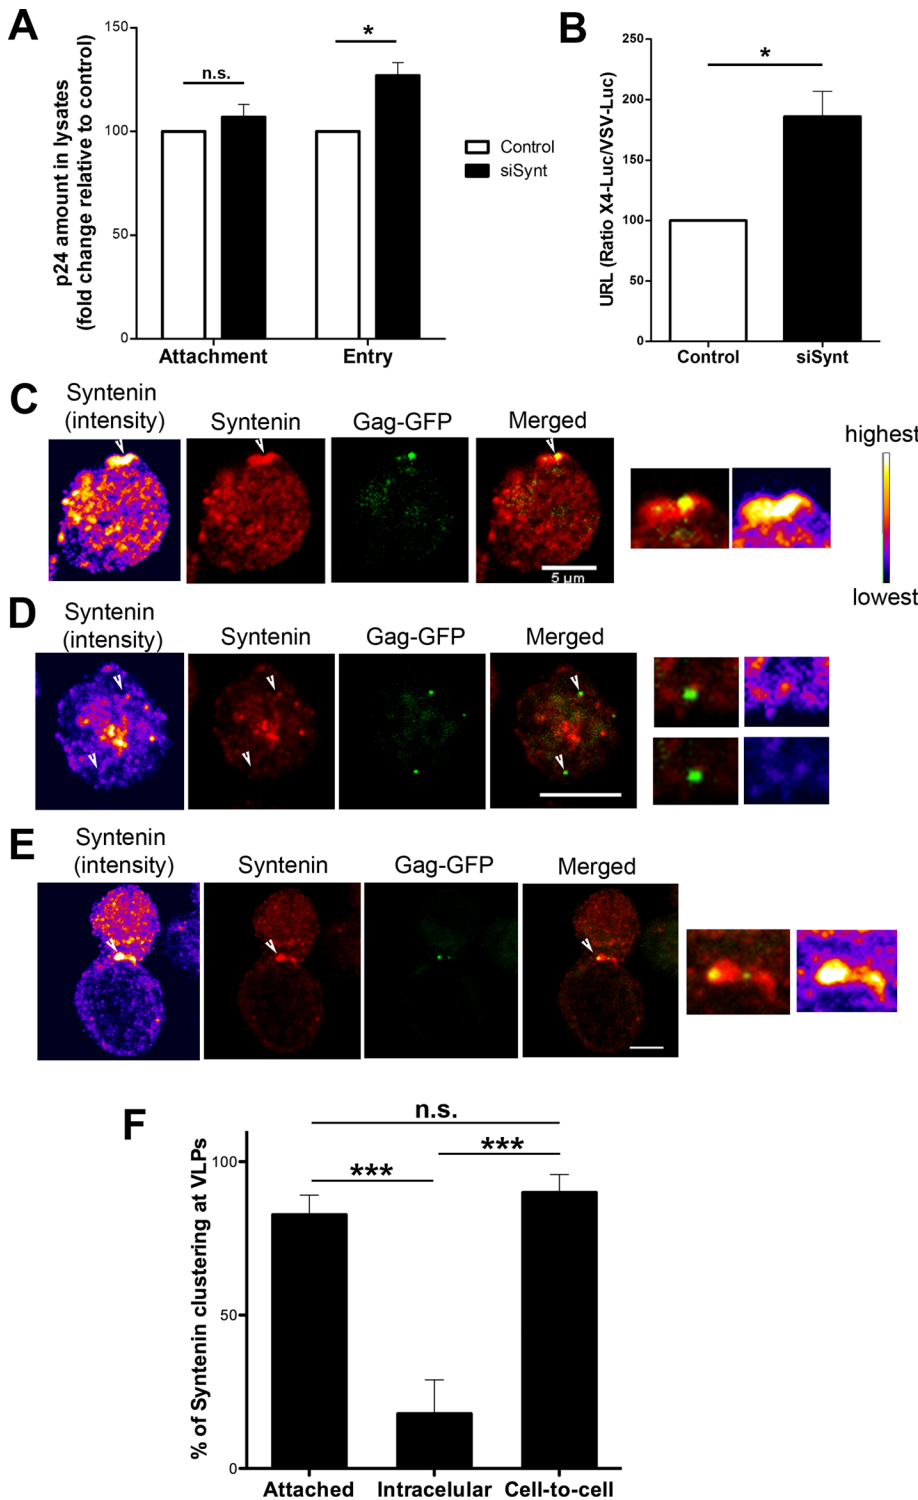 A
p24 amount in lysates
(fold change relative to control)
150
100
50
0
n.s.
*
Attachment
Entry
Control
siSynt
B
URL (Ratio X4-Luc/VSV-Luc)
250
200
150
100
50
0
*
Control
siSynt
C
Syntenin
(intensity)
Syntenin
Gag-GFP
Merged
5 µm
highest
lowest
D
Syntenin
(intensity)
Syntenin
Gag-GFP
Merged
E
Syntenin
(intensity)
Syntenin
Gag-GFP
Merged
F
% of Syntenin clustering at VLPs
100
50
0
n.s.
***
***
Attached
Intracelular
Cell-to-cell